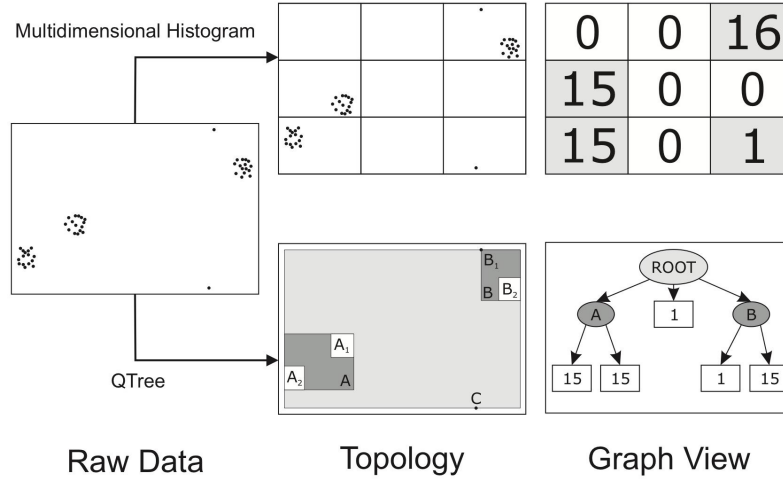 Multidimensional Histogram
0 0 16
15 0 0
15 0 1
QTree
B1
B B2
A1
A2 A
C
ROOT
A 1 B
15 15 1 15
Raw Data Topology Graph View